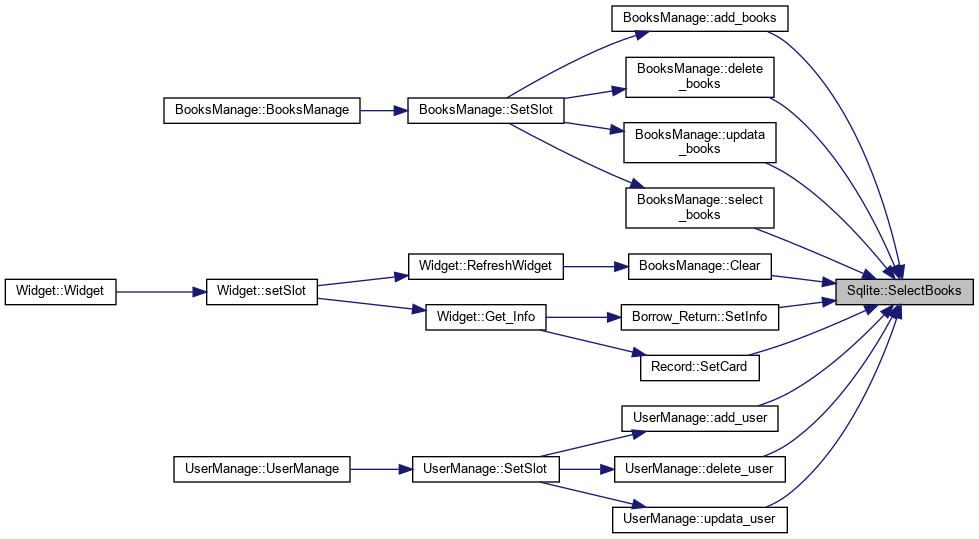 BooksManage::add_books
BooksManage::delete
_books
BooksManage::BooksManage
BooksManage::SetSlot
BooksManage::updata
_books
BooksManage::select
_books
Widget::RefreshWidget
BooksManage::Clear
Widget::Widget
Widget::setSlot
Sqlite::SelectBooks
Widget::Get_Info
Borrow_Return::SetInfo
Record::SetCard
UserManage::add_user
UserManage::UserManage
UserManage::SetSlot
UserManage::delete_user
UserManage::updata_user